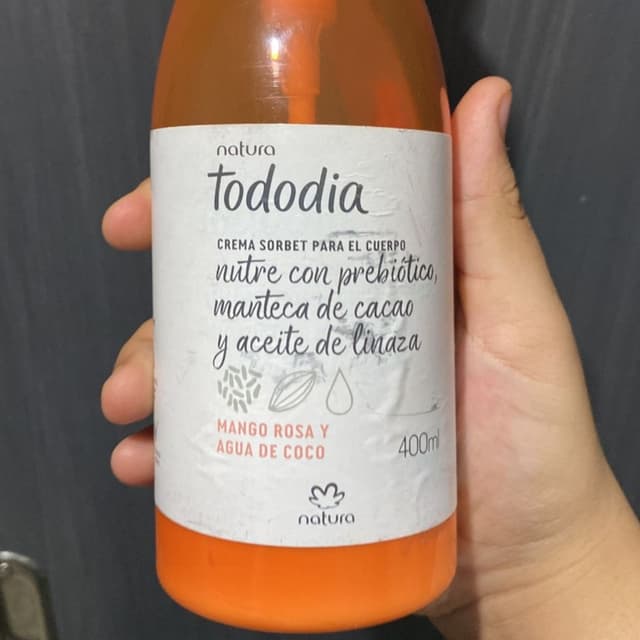 natura
tododia
CREMA SORBET PARA EL CUERPO
nutre con prebiótico,
manteca de cacao
y aceite de linaza
MANGO ROSA Y
AGUA DE COCO
400ml
natura